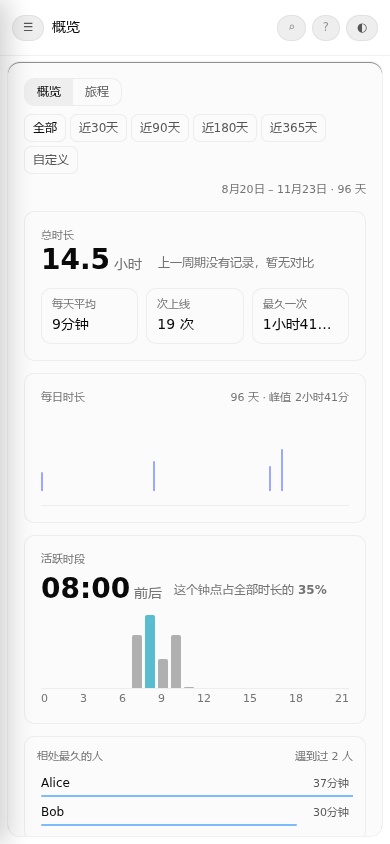 ☰ 概览 ⌕ ? ◐
概览 旅程
全部 近30天 近90天 近180天 近365天
自定义
8月20日 – 11月23日 · 96 天
总时长
14.5 小时 上一周期没有记录，暂无对比
每天平均 次上线 最久一次
9分钟 19 次 1小时41…
每日时长 96 天 · 峰值 2小时41分
活跃时段
08:00 前后 这个钟点占全部时长的 35%
0 3 6 9 12 15 18 21
相处最久的人 遇到过 2 人
Alice 37分钟
Bob 30分钟